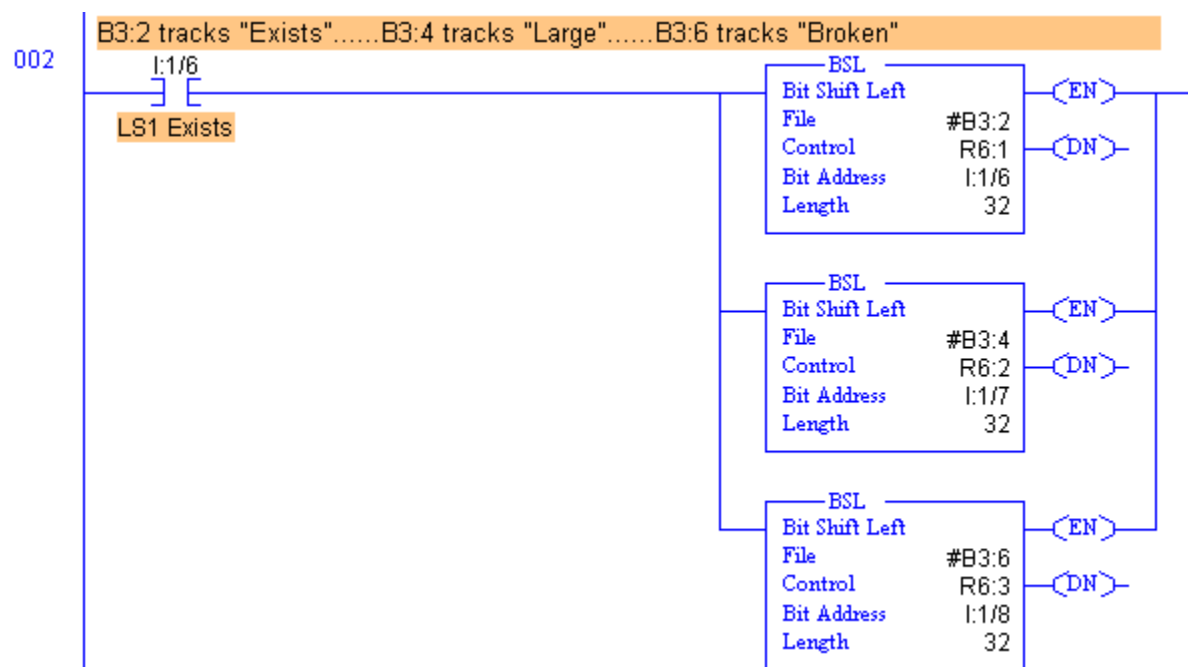 B3:2 tracks "Exists"......B3:4 tracks "Large"......B3:6 tracks "Broken"
002
I:1/6
LS1 Exists
BSL
Bit Shift Left
File #B3:2
Control R6:1
Bit Address I:1/6
Length 32
EN
DN
BSL
Bit Shift Left
File #B3:4
Control R6:2
Bit Address I:1/7
Length 32
EN
DN
BSL
Bit Shift Left
File #B3:6
Control R6:3
Bit Address I:1/8
Length 32
EN
DN